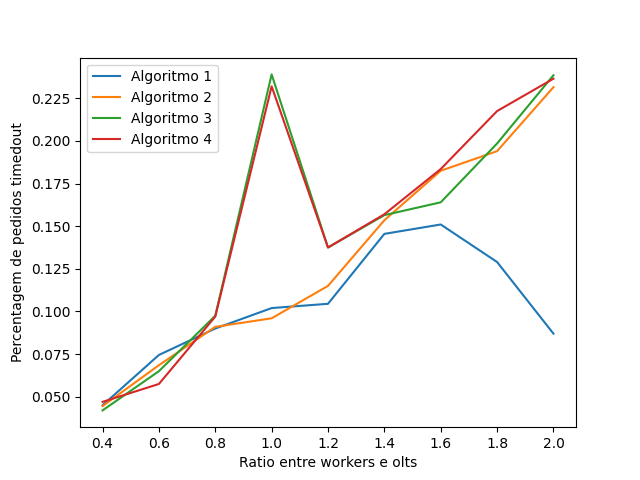 Algoritmo 1
Algoritmo 2
Algoritmo 3
Algoritmo 4
Percentagem de pedidos timedout
0.225
0.200
0.175
0.150
0.125
0.100
0.075
0.050
0.4 0.6 0.8 1.0 1.2 1.4 1.6 1.8 2.0
Ratio entre workers e olts